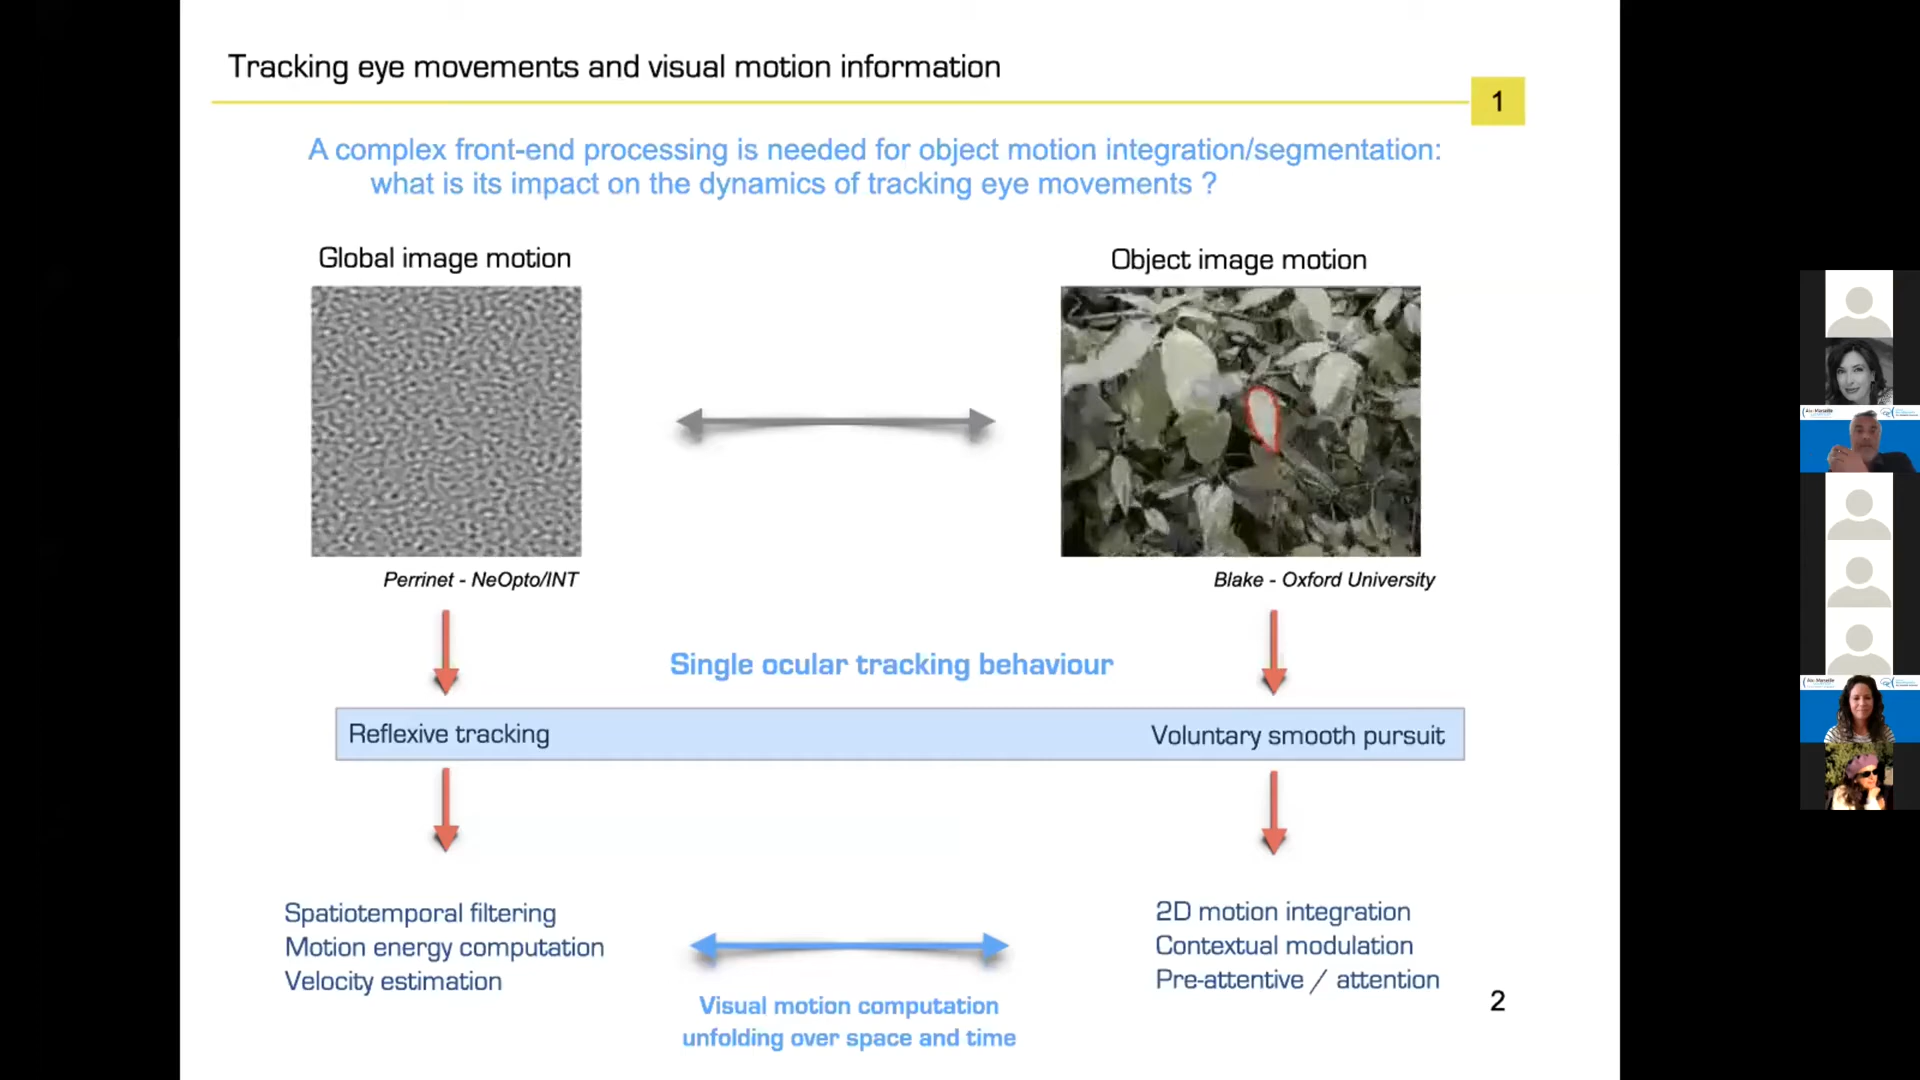 Tracking eye movements and visual motion information
1
A complex front-end processing is needed for object motion integration/segmentation:
what is its impact on the dynamics of tracking eye movements ?
Global image motion
Object image motion
Perrinet - NeOpto/INT
Blake - Oxford University
Single ocular tracking behaviour
Reflexive tracking
Voluntary smooth pursuit
Spatiotemporal filtering
Motion energy computation
Velocity estimation
2D motion integration
Contextual modulation
Pre-attentive / attention
Visual motion computation
unfolding over space and time
2